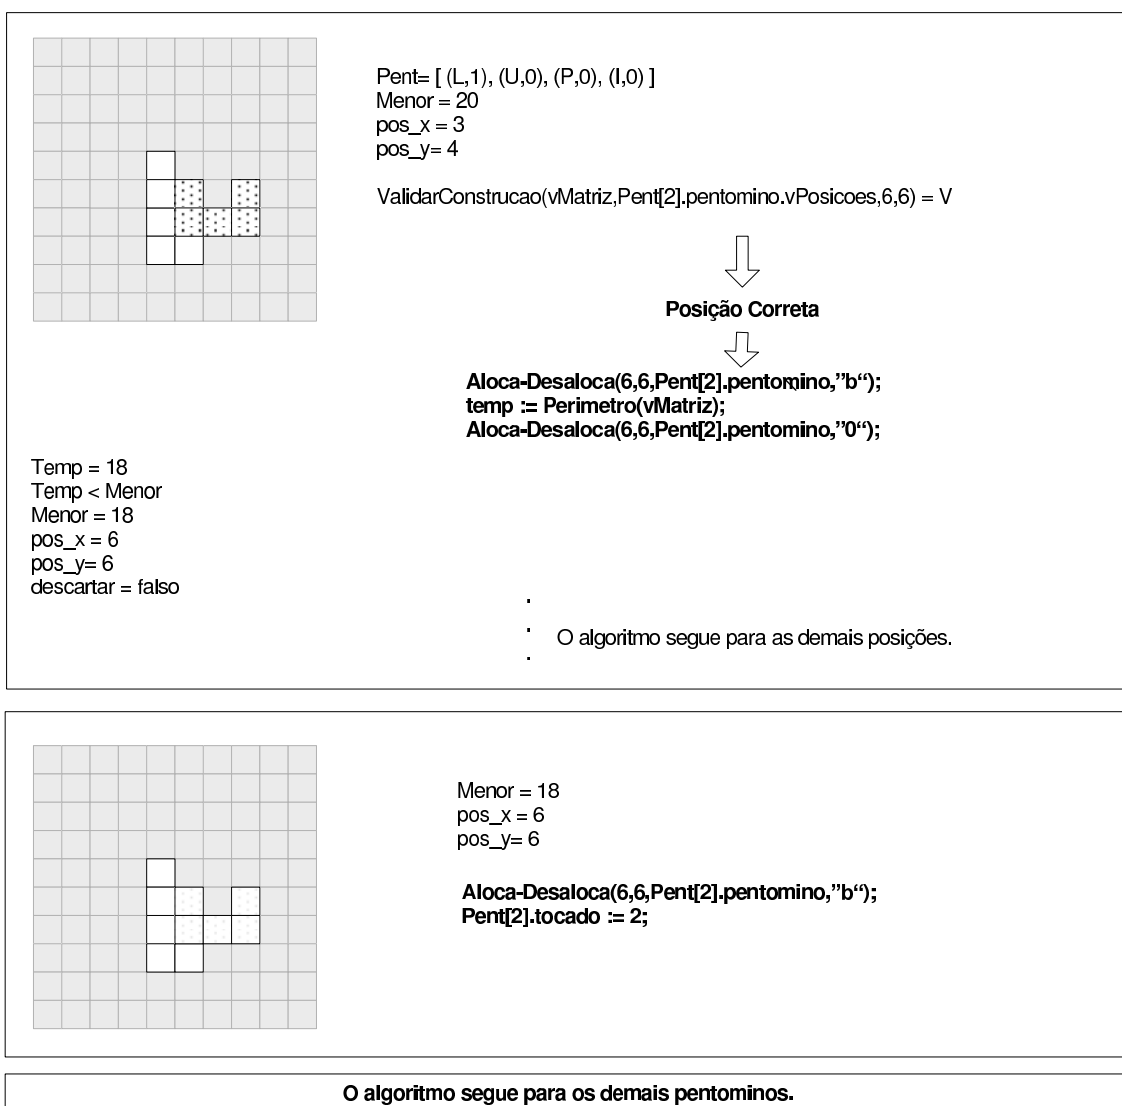 Pent= [ (L,1), (U,0), (P,0), (I,0) ]
Menor = 20
pos_x = 3
pos_y= 4
ValidarConstrucao(vMatriz,Pent[2].pentomino.vPosicoes,6,6) = V
Posição Correta
Aloca-Desaloca(6,6,Pent[2].pentomino,”b“);
temp := Perimetro(vMatriz);
Aloca-Desaloca(6,6,Pent[2].pentomino,”0“);
Temp = 18
Temp < Menor
Menor = 18
pos_x = 6
pos_y= 6
descartar = falso
.
.
.
O algoritmo segue para as demais posições.
Menor = 18
pos_x = 6
pos_y= 6
Aloca-Desaloca(6,6,Pent[2].pentomino,”b“);
Pent[2].tocado := 2;
O algoritmo segue para os demais pentominos.